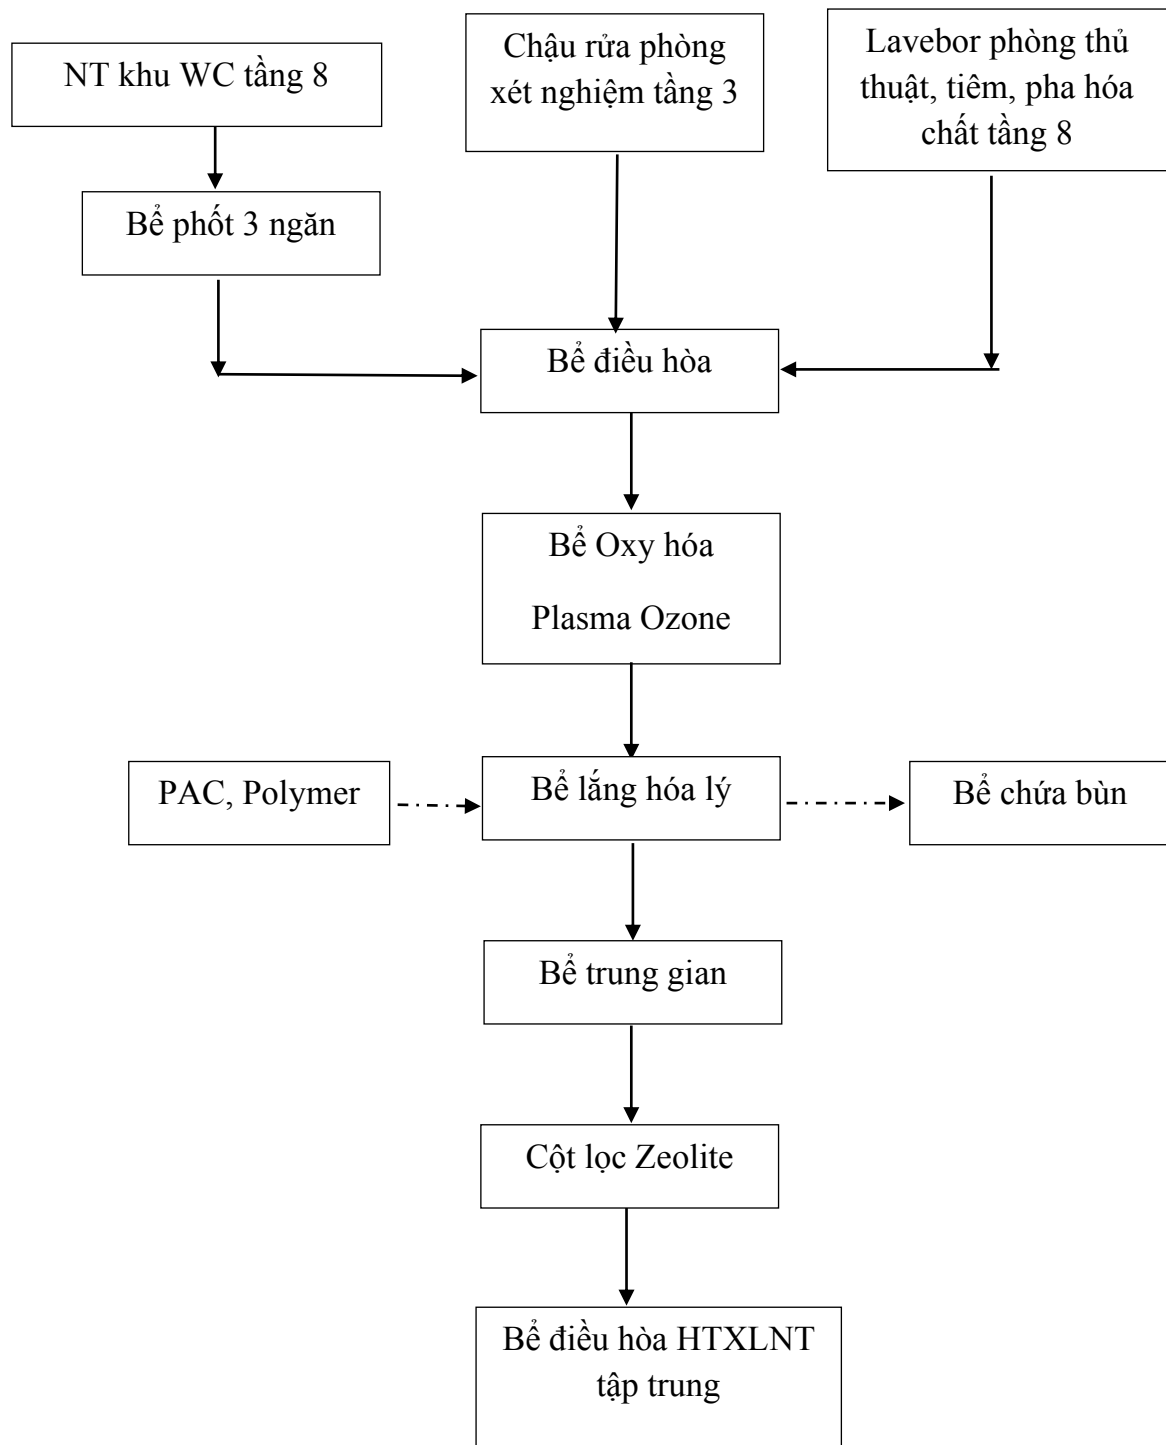 NT khu WC tầng 8
Chậu rửa phòng
xét nghiệm tầng 3
Lavebor phòng thủ
thuật, tiêm, pha hóa
chất tầng 8
Bể phốt 3 ngăn
Bể điều hòa
Bể Oxy hóa
Plasma Ozone
PAC, Polymer
Bể lắng hóa lý
Bể chứa bùn
Bể trung gian
Cột lọc Zeolite
Bể điều hòa HTXLNT
tập trung